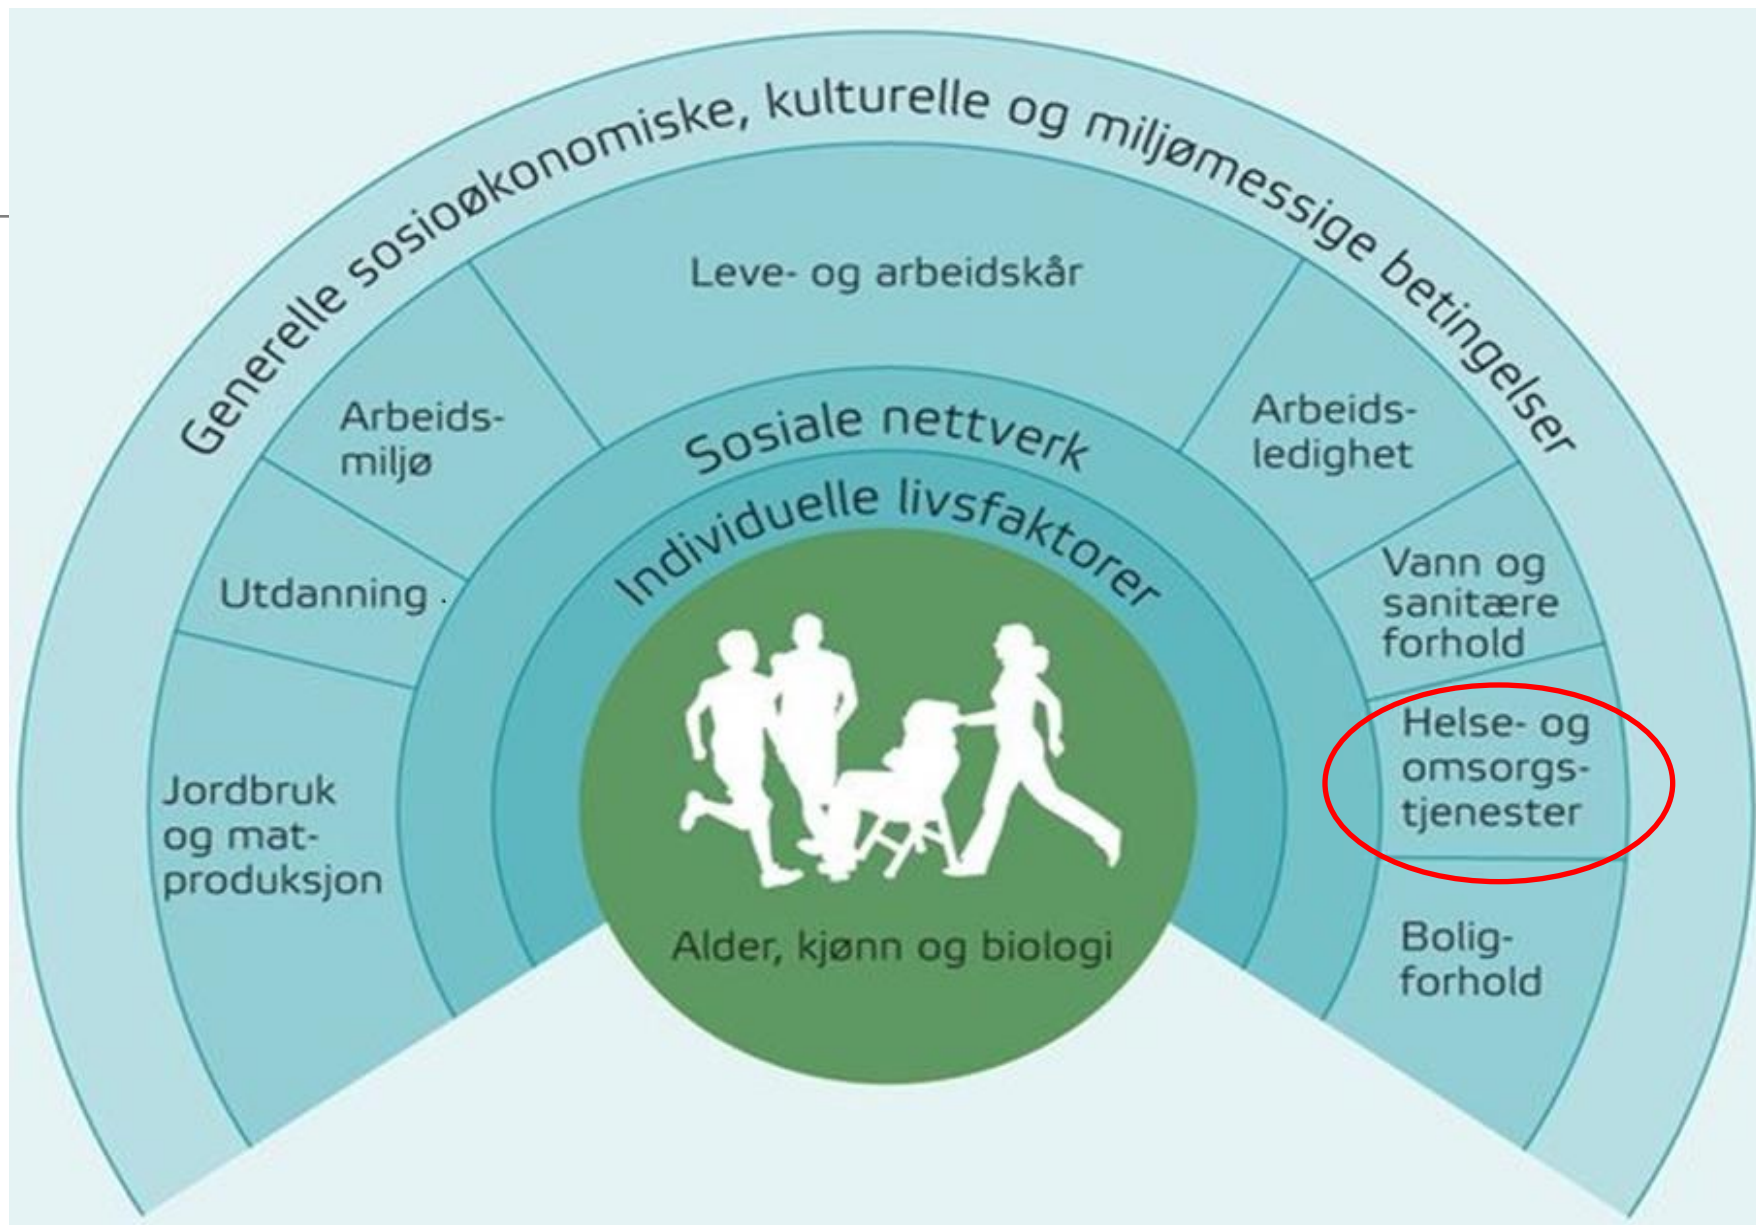 Generelle sosioøkonomiske, kulturelle og miljømessige betingelser
Leve- og arbeidskår
Arbeids-
miljø
Utdanning
Jordbruk
og mat-
produksjon
Arbeids-
ledighet
Vann og
sanitære
forhold
Helse- og
omsorgs-
tjenester
Bolig-
forhold
Sosiale nettverk
Individuelle livsfaktorer
Alder, kjønn og biologi